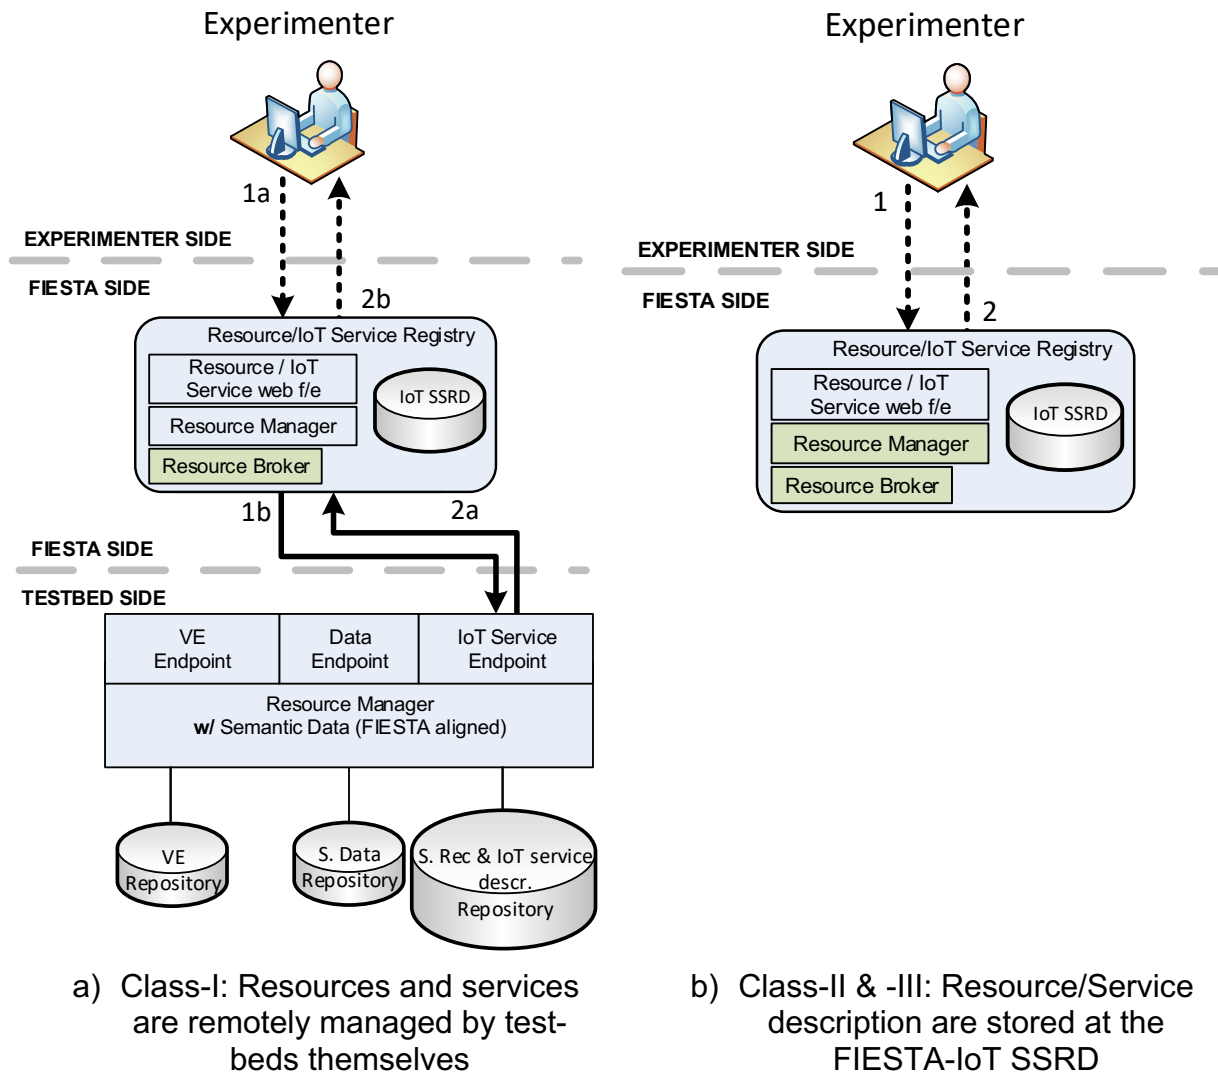 Experimenter
1a
EXPERIMENTER SIDE
FIESTA SIDE
2b
Resource/IoT Service Registry
Resource / IoT
Service web f/e
Resource Manager
Resource Broker
IoT SSRD
1b
2a
FIESTA SIDE
TESTBED SIDE
VE
Endpoint
Data
Endpoint
IoT Service
Endpoint
Resource Manager
w/ Semantic Data (FIESTA aligned)
VE
Repository
S. Data
Repository
S. Rec & IoT service
descr.
Repository
a) Class-I: Resources and services
are remotely managed by test-
beds themselves
Experimenter
1
EXPERIMENTER SIDE
FIESTA SIDE
2
Resource/IoT Service Registry
Resource / IoT
Service web f/e
Resource Manager
Resource Broker
IoT SSRD
b) Class-II & -III: Resource/Service
description are stored at the
FIESTA-IoT SSRD